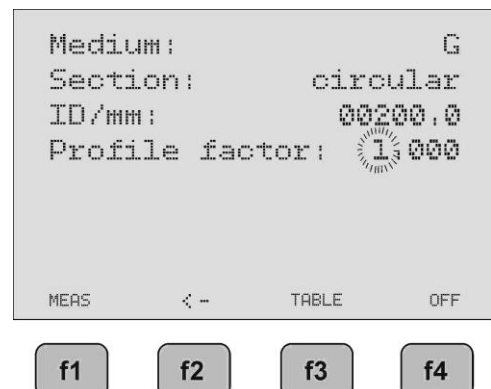 Medium: G
Section: circular
ID/mm: 00200.0
Profile factor: 1.000
MEAS <- TABLE OFF
f1 f2 f3 f4